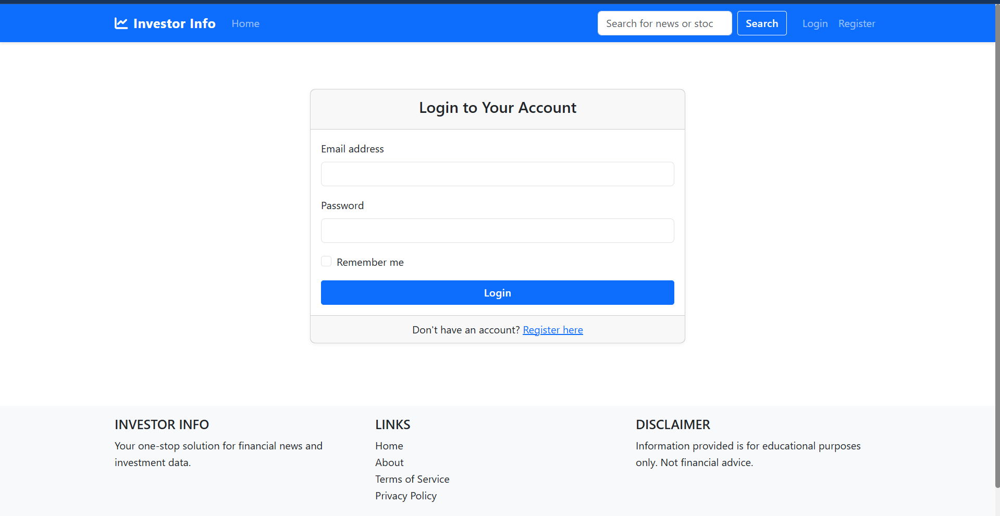 Investor Info Home Search for news or stoc Search Login Register
Login to Your Account
Email address
Password
Remember me
Login
Don't have an account? Register here
INVESTOR INFO
Your one-stop solution for financial news and
investment data.
LINKS
Home
About
Terms of Service
Privacy Policy
DISCLAIMER
Information provided is for educational purposes
only. Not financial advice.